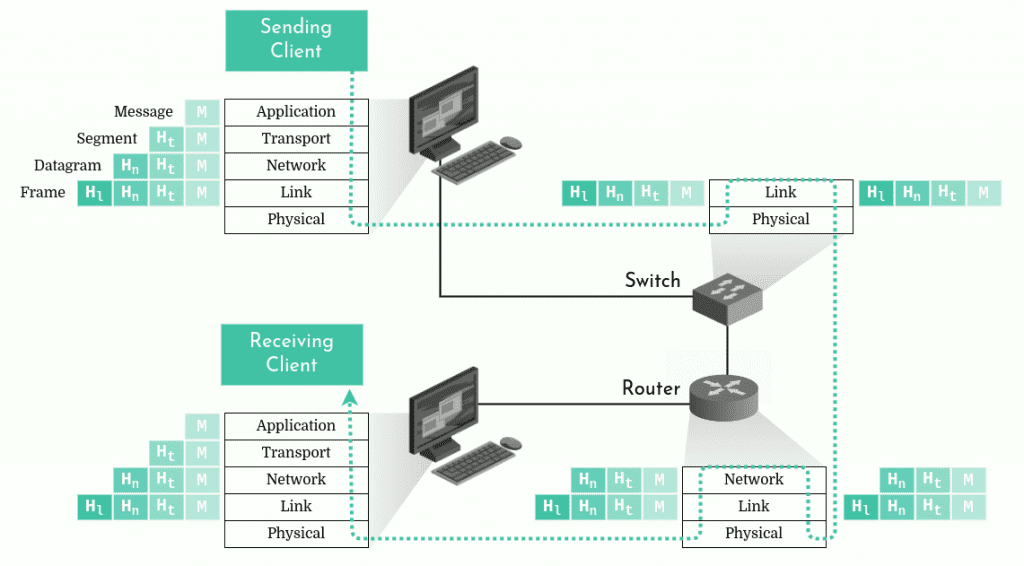 Sending
Client
Message M Application
Segment Ht M Transport
Datagram Hn Ht M Network
Frame Hl Hn Ht M Link
Physical
Hl Hn Ht M Link Hl Hn Ht M
Physical
Switch
Receiving
Client
Router
M Application
Ht M Transport
Hn Ht M Network
Hl Hn Ht M Link
Physical
Hn Ht M Network Hn Ht M
Hl Hn Ht M Link Hl Hn Ht M
Physical